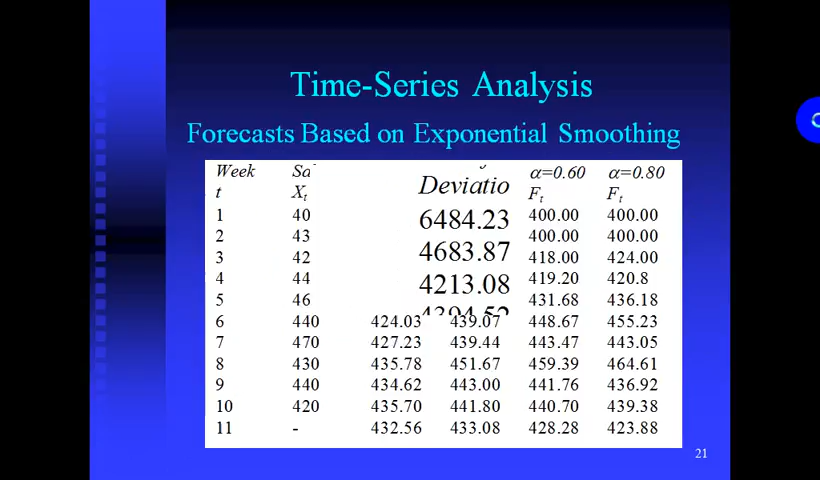 Time-Series Analysis
Forecasts Based on Exponential Smoothing
Week Sa α=0.60 α=0.80
t Xt Deviatio Ft Ft
1 40 6484.23 400.00 400.00
2 43 4683.87 400.00 400.00
3 42 418.00 424.00
4 44 4213.08 419.20 420.8
5 46 431.68 436.18
6 440 424.03 439.07 448.67 455.23
7 470 427.23 439.44 443.47 443.05
8 430 435.78 451.67 459.39 464.61
9 440 434.62 443.00 441.76 436.92
10 420 435.70 441.80 440.70 439.38
11 - 432.56 433.08 428.28 423.88
21